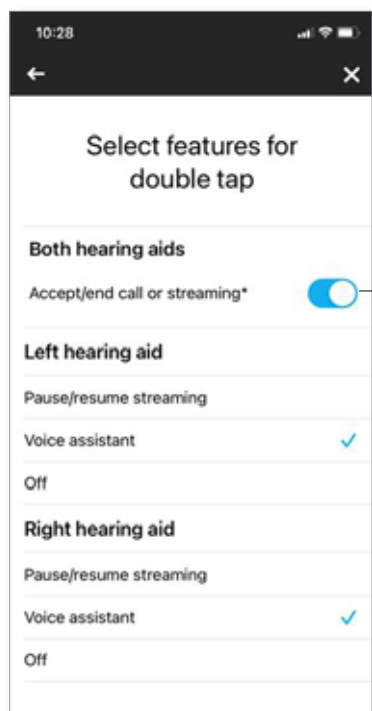 10:28
Select features for
double tap
Both hearing aids
Accept/end call or streaming*
Left hearing aid
Pause/resume streaming
Voice assistant
Off
Right hearing aid
Pause/resume streaming
Voice assistant
Off